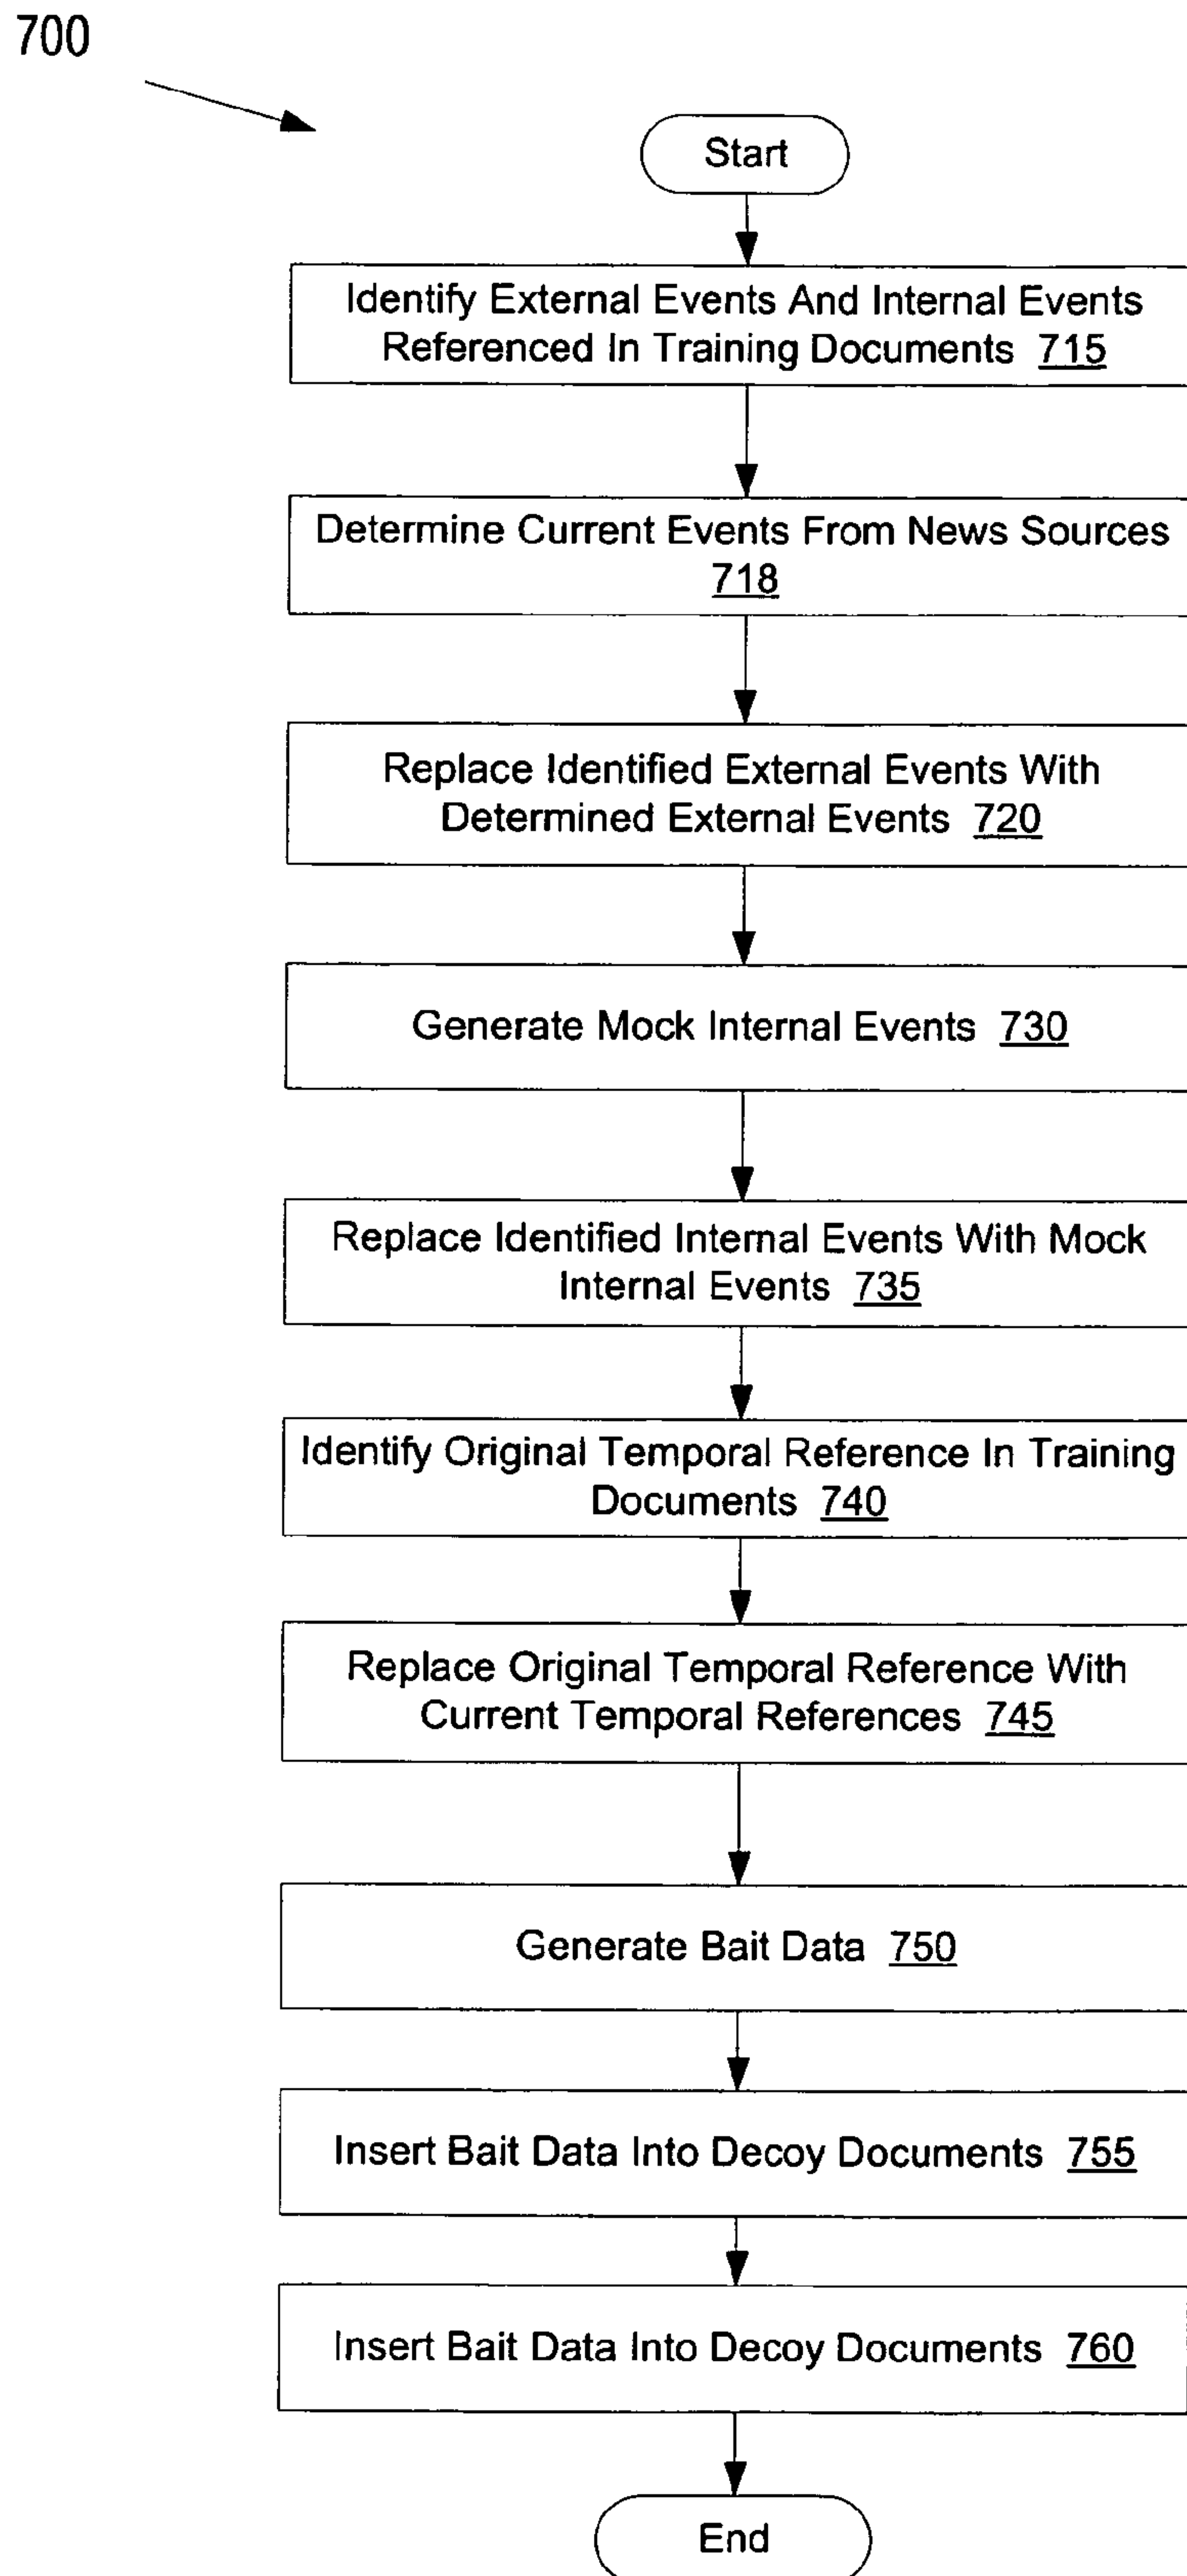 700
Start
Identify External Events And Internal Events
Referenced In Training Documents 715
Determine Current Events From News Sources
718
Replace Identified External Events With
Determined External Events 720
Generate Mock Internal Events 730
Replace Identified Internal Events With Mock
Internal Events 735
Identify Original Temporal Reference In Training
Documents 740
Replace Original Temporal Reference With
Current Temporal References 745
Generate Bait Data 750
Insert Bait Data Into Decoy Documents 755
Insert Bait Data Into Decoy Documents 760
End